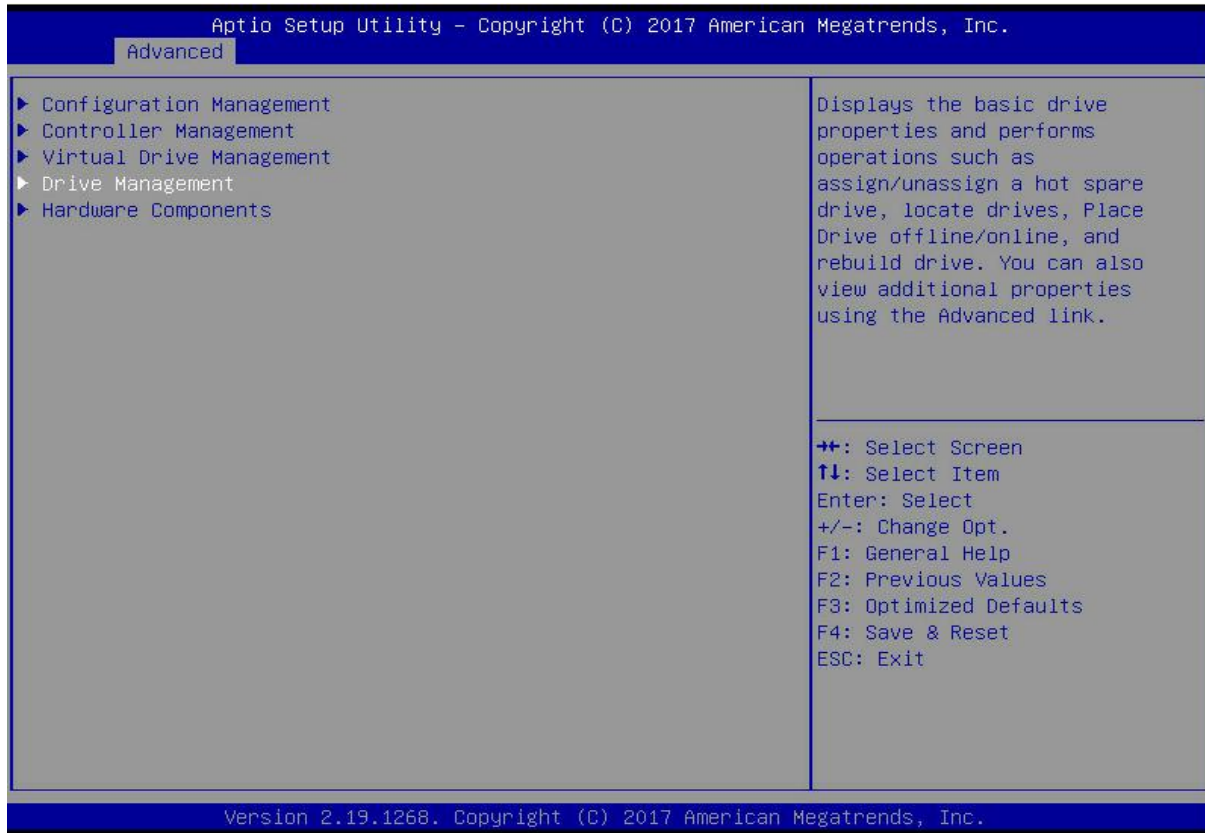 Aptio Setup Utility – Copyright (C) 2017 American Megatrends, Inc.
Advanced
▶ Configuration Management
▶ Controller Management
▶ Virtual Drive Management
▶ Drive Management
▶ Hardware Components
Displays the basic drive
properties and performs
operations such as
assign/unassign a hot spare
drive, locate drives, Place
Drive offline/online, and
rebuild drive. You can also
view additional properties
using the Advanced link.
→←: Select Screen
↑↓: Select Item
Enter: Select
+/-: Change Opt.
F1: General Help
F2: Previous Values
F3: Optimized Defaults
F4: Save & Reset
ESC: Exit
Version 2.19.1268. Copyright (C) 2017 American Megatrends, Inc.